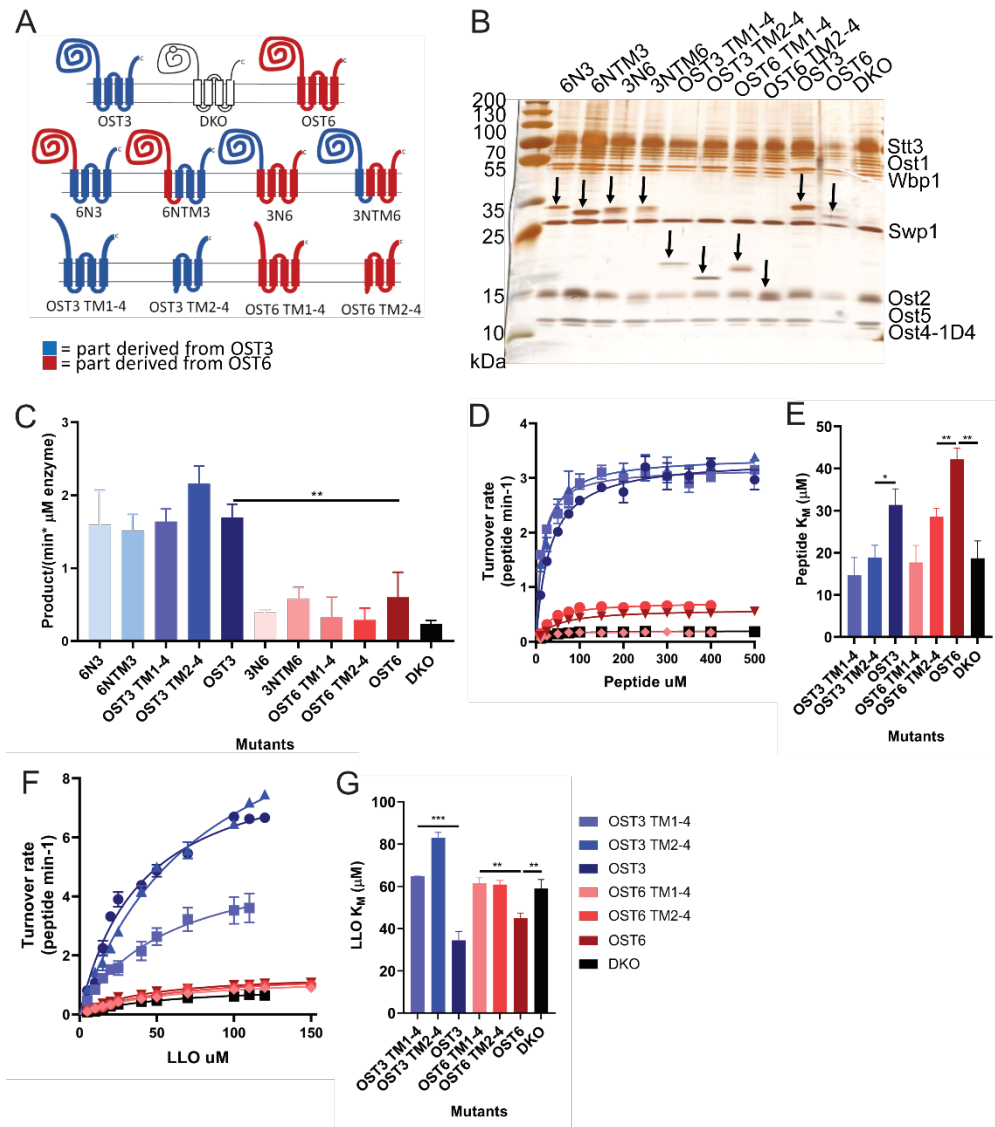 A
OST3
DKO
OST6
6N3
6NTM3
3N6
3NTM6
OST3 TM1-4
OST3 TM2-4
OST6 TM1-4
OST6 TM2-4
C
C
C
C
C
C
C
C
C
C
C
= part derived from OST3
= part derived from OST6
B
6N3
6NTM3
3N6
3NTM6
OST3 TM1-4
OST3 TM2-4
OST6 TM1-4
OST6 TM2-4
OST3
OST6
DKO
200
130
100
70
55
35
25
15
10
kDa
Stt3
Ost1
Wbp1
Swp1
Ost2
Ost5
Ost4-1D4
C
Product/(min* μM enzyme)
3
2
1
0
**
6N3
6NTM3
OST3 TM1-4
OST3 TM2-4
OST3
3N6
3NTM6
OST6 TM1-4
OST6 TM2-4
OST6
DKO
Mutants
D
Turnover rate
(peptide min-1)
4
3
2
1
0
0 100 200 300 400 500
Peptide uM
E
Peptide KM (μM)
50
40
30
20
10
0
*
**
**
OST3 TM1-4
OST3 TM2-4
OST3
OST6 TM1-4
OST6 TM2-4
OST6
DKO
Mutants
F
Turnover rate
(peptide min-1)
8
6
4
2
0
0 50 100 150
LLO uM
G
LLO KM (μM)
100
80
60
40
20
0
***
**
**
OST3 TM1-4
OST3 TM2-4
OST3
OST6 TM1-4
OST6 TM2-4
OST6
DKO
Mutants
OST3 TM1-4
OST3 TM2-4
OST3
OST6 TM1-4
OST6 TM2-4
OST6
DKO